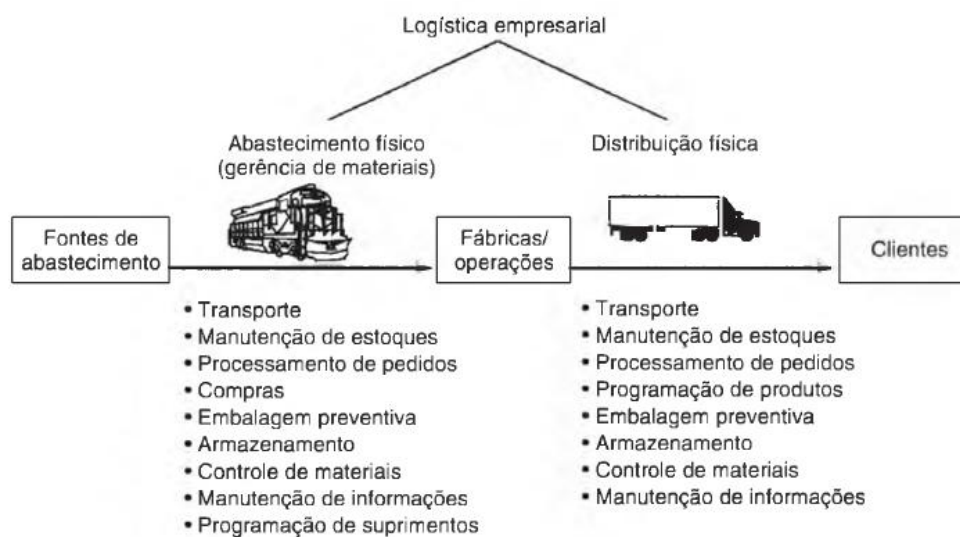 Logística empresarial
Abastecimento físico
(gerência de materiais)
Distribuição física
Fontes de
abastecimento
Fábricas/
operações
Clientes
• Transporte
• Manutenção de estoques
• Processamento de pedidos
• Compras
• Embalagem preventiva
• Armazenamento
• Controle de materiais
• Manutenção de informações
• Programação de suprimentos
• Transporte
• Manutenção de estoques
• Processamento de pedidos
• Programação de produtos
• Embalagem preventiva
• Armazenamento
• Controle de materiais
• Manutenção de informações